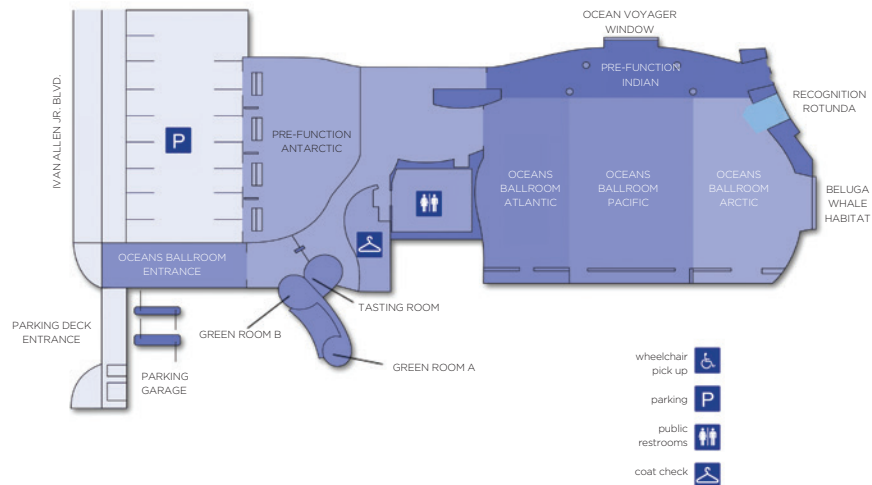 OCEAN VOYAGER
WINDOW
PRE-FUNCTION
INDIAN
RECOGNITION
ROTUNDA
IVAN ALLEN JR. BLVD.
P
PRE-FUNCTION
ANTARCTIC
OCEANS
BALLROOM
ATLANTIC
OCEANS
BALLROOM
PACIFIC
OCEANS
BALLROOM
ARCTIC
BELUGA
WHALE
HABITAT
OCEANS BALLROOM
ENTRANCE
TASTING ROOM
PARKING DECK
ENTRANCE
GREEN ROOM B
GREEN ROOM A
PARKING
GARAGE
wheelchair
pick up
parking
P
public
restrooms
coat check